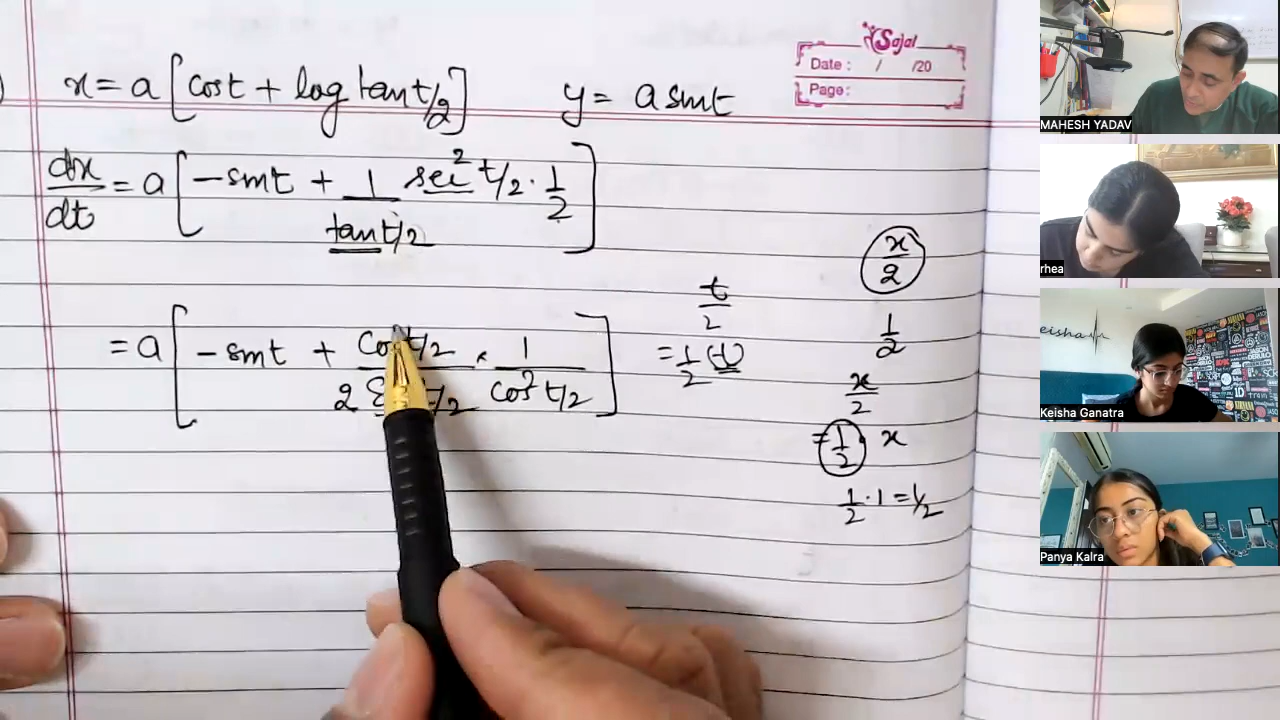 x = a [cost + log tan t/2]   y = a sint
dx/dt = a [-sint + 1/tan t/2 sec² t/2 · 1/2]
= a [-sint + cos t/2 / 2 t/2 × 1/cos² t/2]
t/2
= 1/2 (t)
x/2
1/2
x/2
= 1/2 x
1/2 · 1 = 1/2
Sajal
Date : / /20
Page:
MAHESH YADAV
rhea
keisha
Keisha Ganatra
Panya Kalra